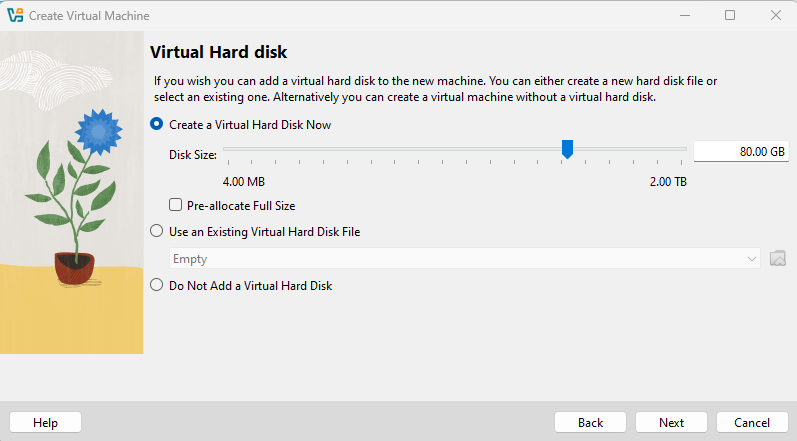 Create Virtual Machine
Virtual Hard disk
If you wish you can add a virtual hard disk to the new machine. You can either create a new hard disk file or
select an existing one. Alternatively you can create a virtual machine without a virtual hard disk.
Create a Virtual Hard Disk Now
Disk Size:
80.00 GB
4.00 MB
2.00 TB
Pre-allocate Full Size
Use an Existing Virtual Hard Disk File
Empty
Do Not Add a Virtual Hard Disk
Help
Back
Next
Cancel